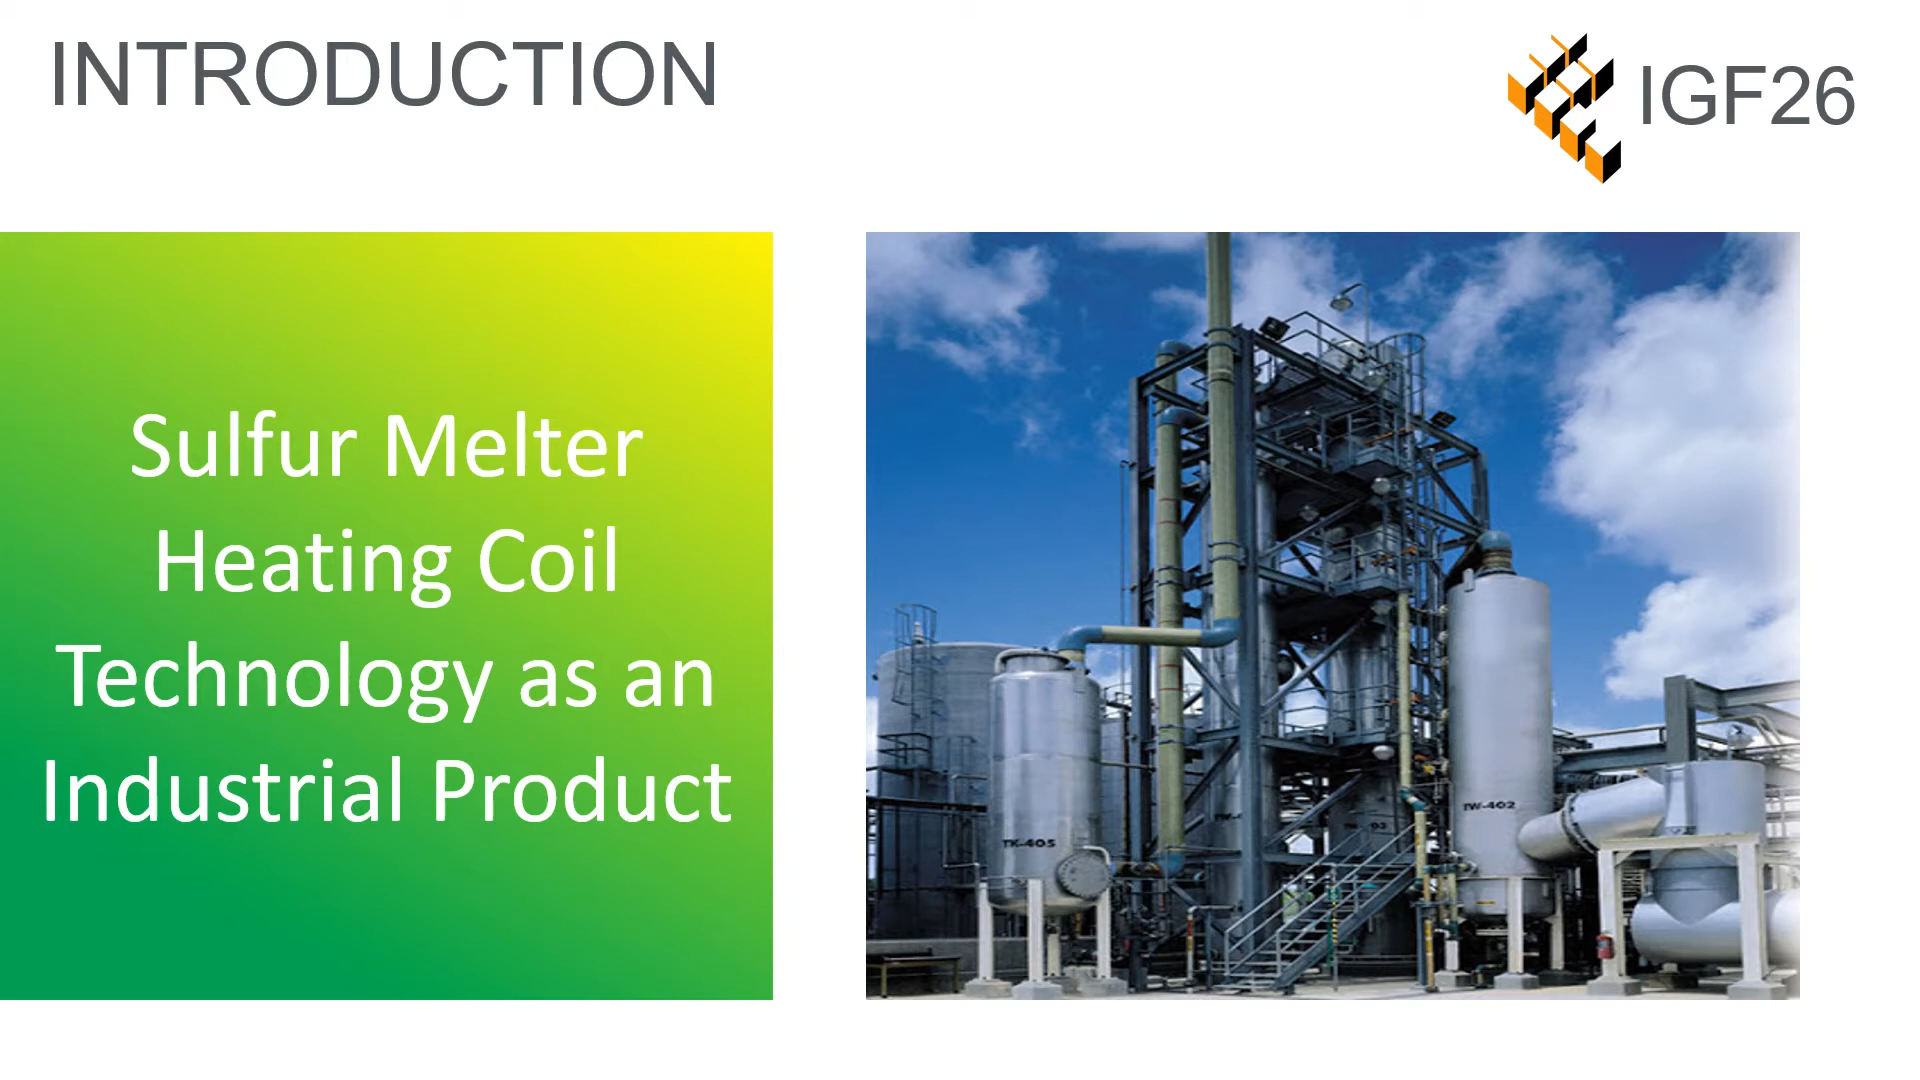 INTRODUCTION
IGF26
Sulfur Melter
Heating Coil
Technology as an
Industrial Product
TW-402
TK-405